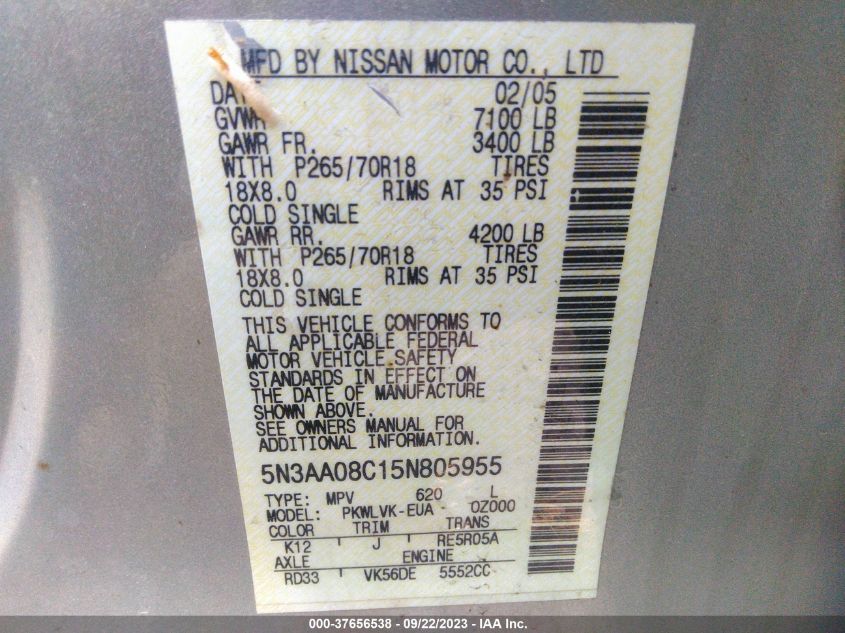 MFD BY NISSAN MOTOR CO., LTD
DATE 02/05
GVWR 7100 LB
GAWR FR. 3400 LB
WITH P265/70R18 TIRES
18X8.0 RIMS AT 35 PSI
COLD SINGLE
GAWR RR. 4200 LB
WITH P265/70R18 TIRES
18X8.0 RIMS AT 35 PSI
COLD SINGLE
THIS VEHICLE CONFORMS TO
ALL APPLICABLE FEDERAL
MOTOR VEHICLE SAFETY
STANDARDS IN EFFECT ON
THE DATE OF MANUFACTURE
SHOWN ABOVE.
SEE OWNERS MANUAL FOR
ADDITIONAL INFORMATION.
5N3AA08C15N805955
TYPE: MPV 620 L
MODEL: PKWLVK-EUA - 0Z000
COLOR TRIM TRANS
K12 J RE5R05A
AXLE ENGINE
RD33 VK56DE 5552CC
000-37656538 - 09/22/2023 - IAA Inc.